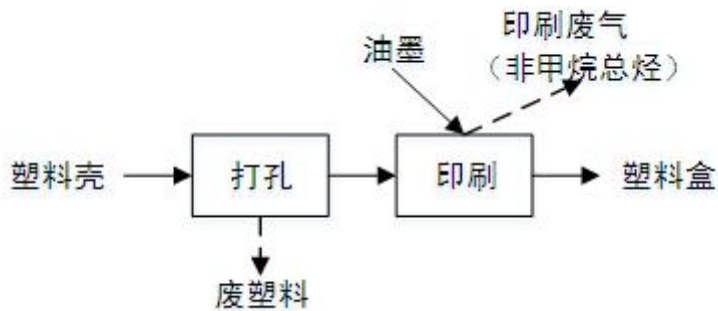 印刷废气
（非甲烷总烃）
油墨
塑料壳
打孔
印刷
塑料盒
废塑料